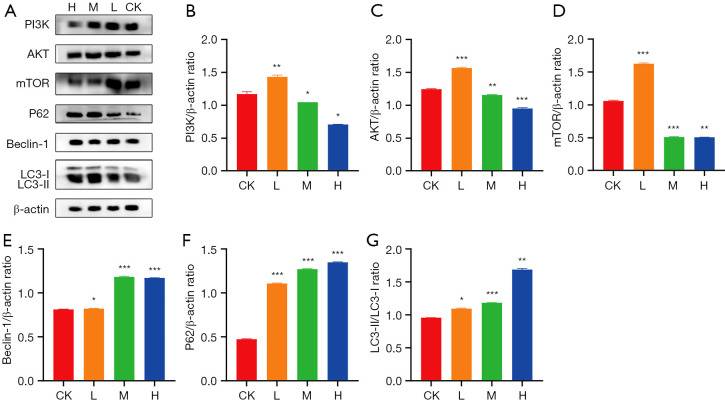 A
H M L CK
PI3K
AKT
mTOR
P62
Beclin-1
LC3-I
LC3-II
β-actin
B
PI3K/β-actin ratio
2.0
1.5
1.0
0.5
0.0
**
*
*
CK L M H
C
AKT/β-actin ratio
2.0
1.5
1.0
0.5
0.0
***
**
***
CK L M H
D
mTOR/β-actin ratio
2.0
1.5
1.0
0.5
0.0
***
***
**
CK L M H
E
Beclin-1/β-actin ratio
1.5
1.0
0.5
0.0
*
***
***
CK L M H
F
P62/β-actin ratio
1.5
1.0
0.5
0.0
***
***
***
CK L M H
G
LC3-II/LC3-I ratio
2.0
1.5
1.0
0.5
0.0
*
***
**
CK L M H